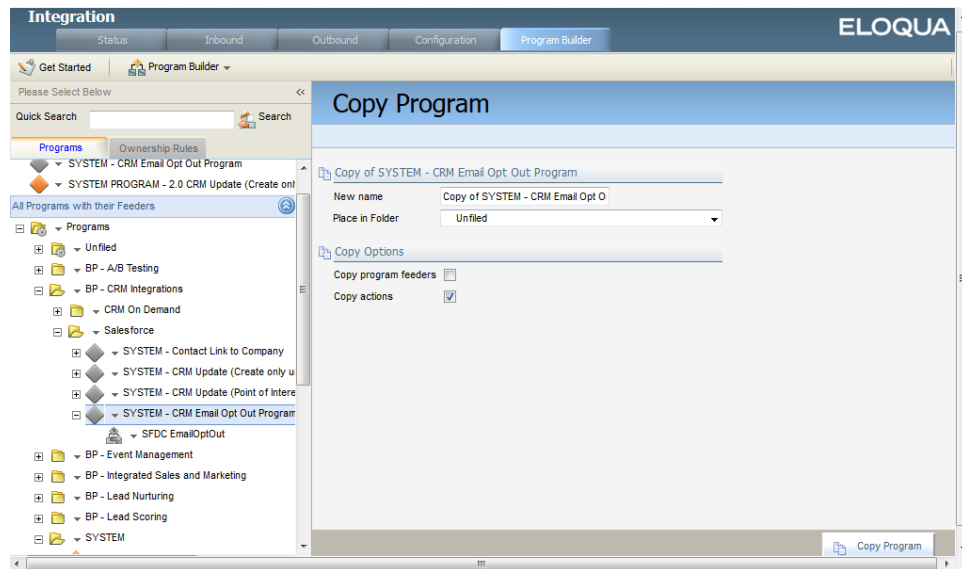 Integration
ELOQUA
Status Inbound Outbound Configuration Program Builder
Get Started Program Builder
Please Select Below
Quick Search Search
Programs Ownership Rules
SYSTEM - CRM Email Opt Out Program
SYSTEM PROGRAM - 2.0 CRM Update (Create onl
All Programs with their Feeders
Programs
Unfiled
BP - A/B Testing
BP - CRM Integrations
CRM On Demand
Salesforce
SYSTEM - Contact Link to Company
SYSTEM - CRM Update (Create only u
SYSTEM - CRM Update (Point of Intere
SYSTEM - CRM Email Opt Out Program
SFDC EmailOptOut
BP - Event Management
BP - Integrated Sales and Marketing
BP - Lead Nurturing
BP - Lead Scoring
SYSTEM
Copy Program
Copy of SYSTEM - CRM Email Opt Out Program
New name Copy of SYSTEM - CRM Email Opt O
Place in Folder Unfiled
Copy Options
Copy program feeders
Copy actions
Copy Program